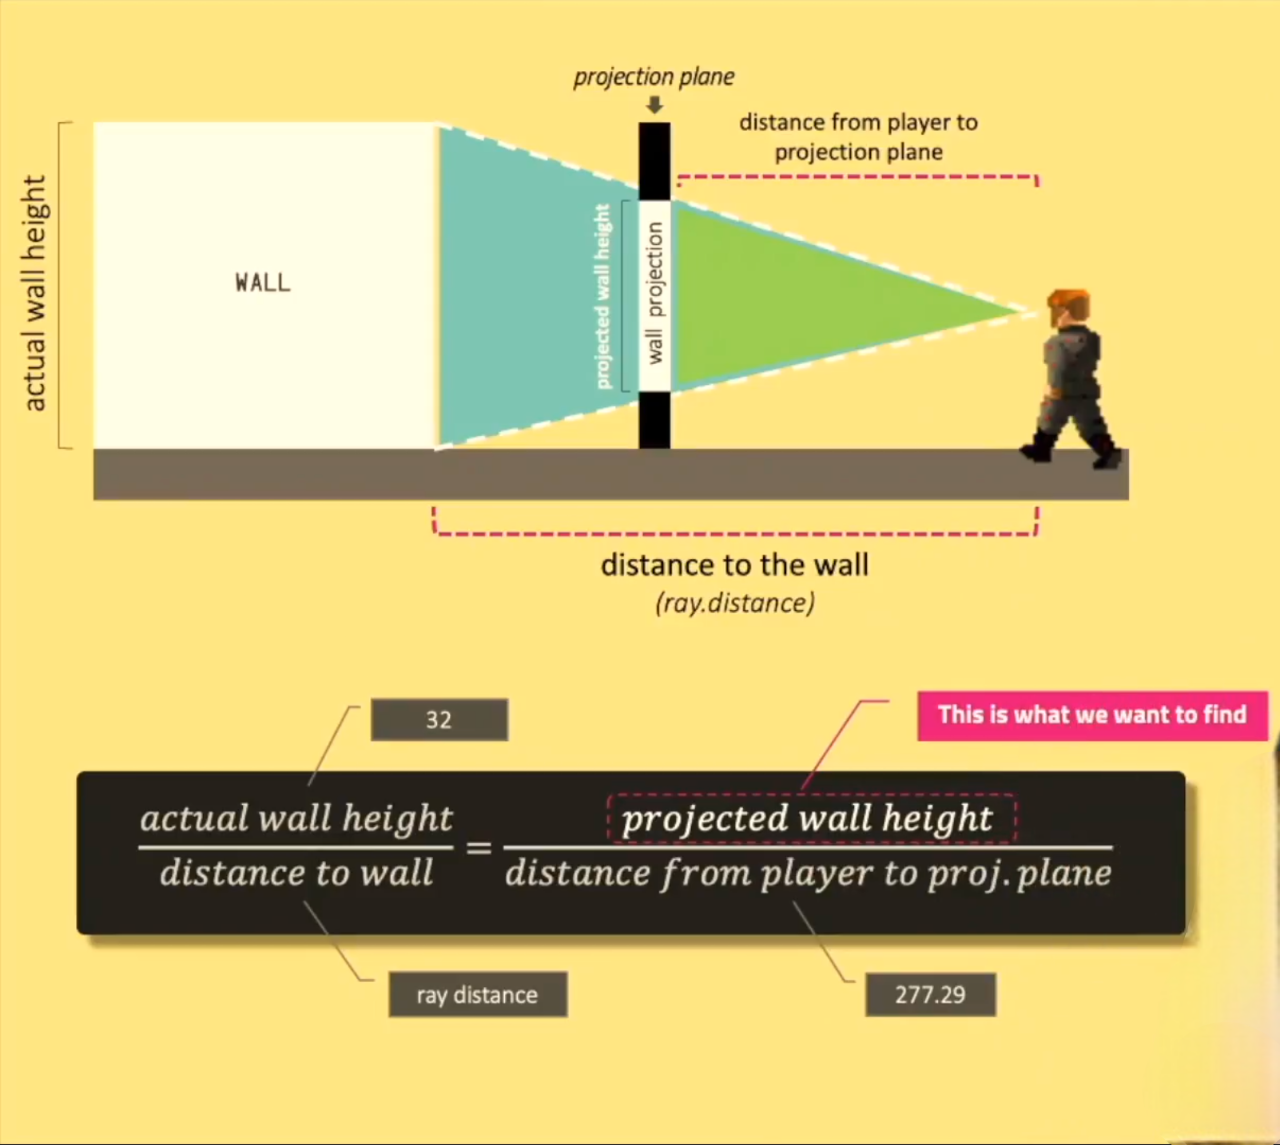 projection plane
distance from player to
projection plane
actual wall height
WALL
projected wall height
wall projection
distance to the wall
(ray.distance)
32
This is what we want to find
actual wall height
distance to wall
=
projected wall height
distance from player to proj. plane
ray distance
277.29